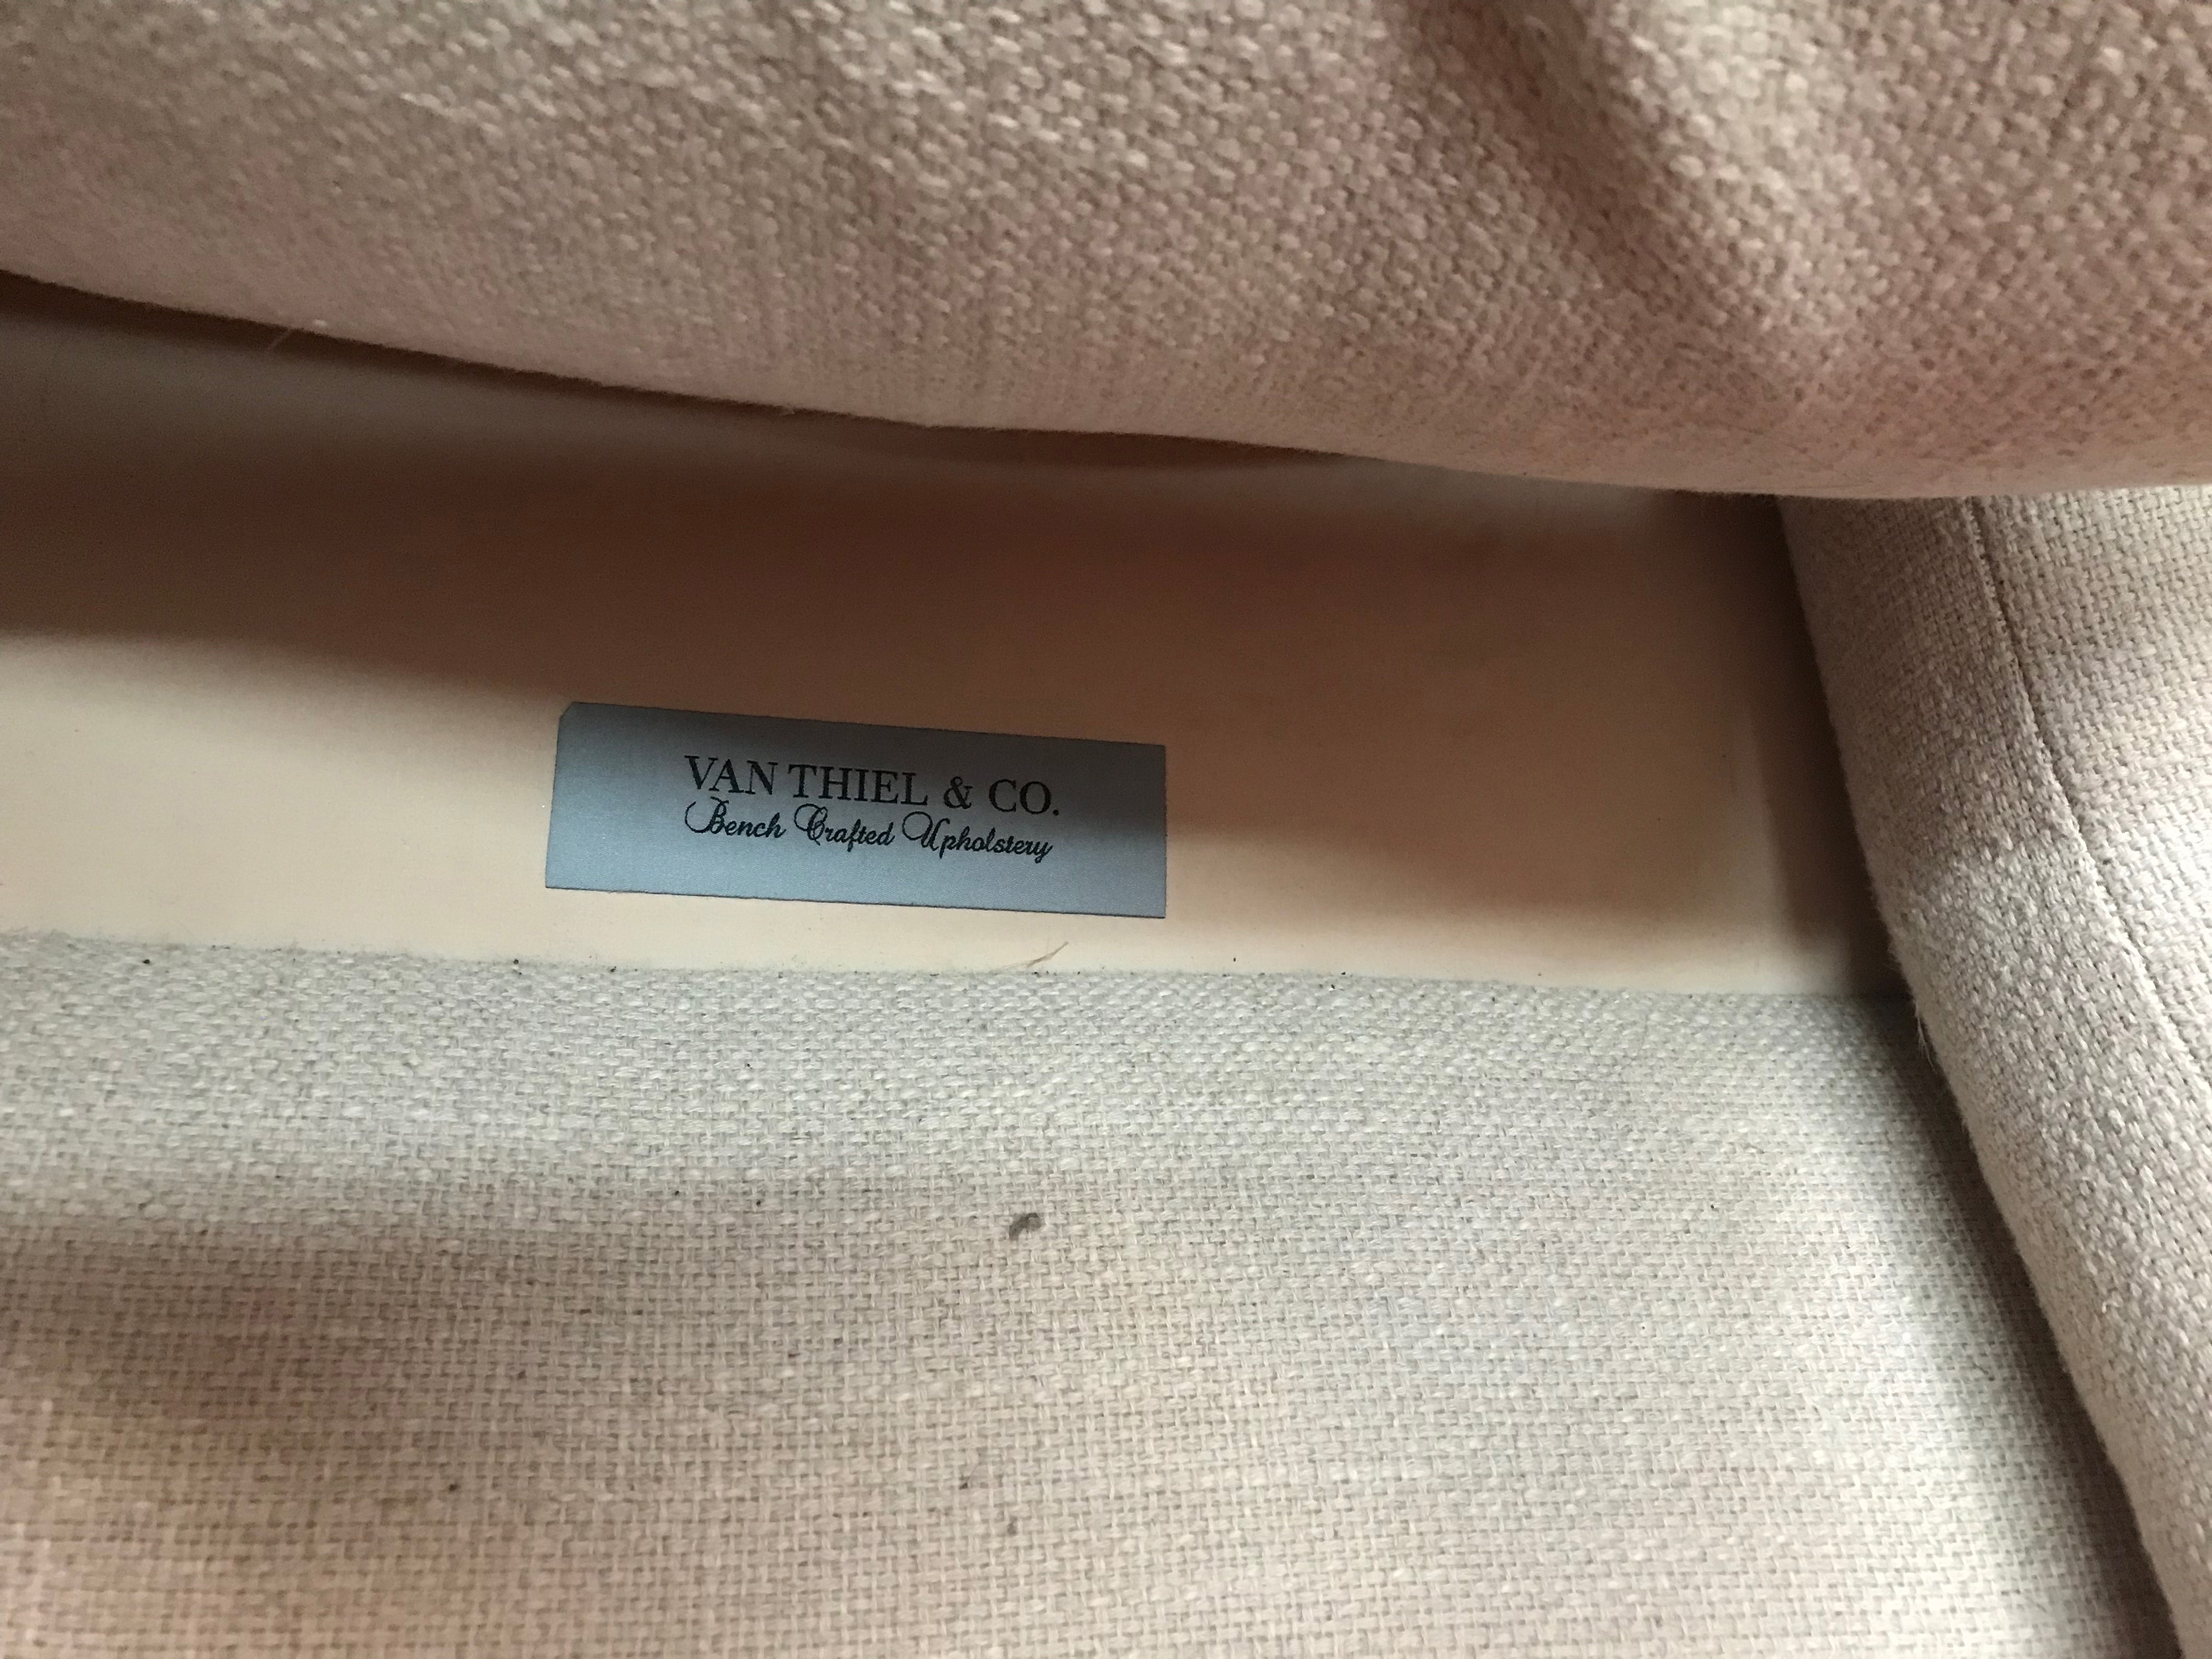 VAN THIEL & CO.
Bench Crafted Upholstery